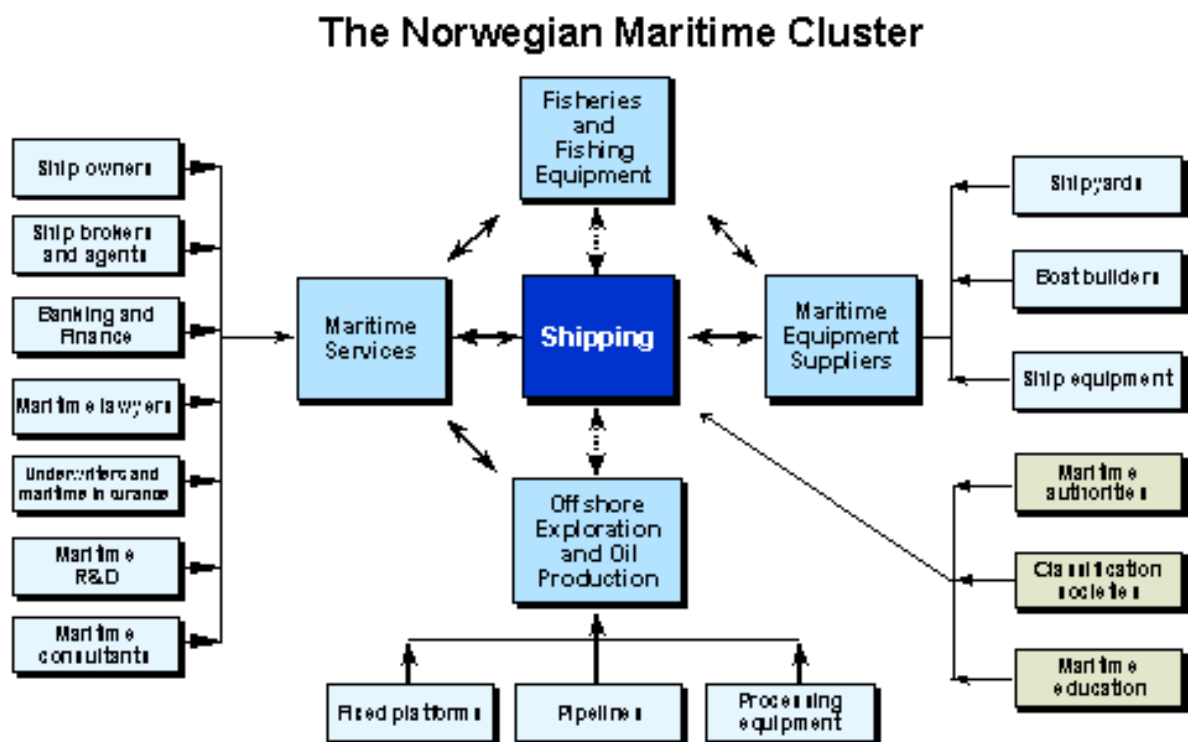 The Norwegian Maritime Cluster
Fisheries
and
Fishing
Equipment
Ship owners
Ship brokers
and agents
Banking and
Finance
Maritime lawyers
Underwriters and
maritime insurance
Maritime
R&D
Maritime
consultants
Maritime
Services
Shipping
Maritime
Equipment
Suppliers
Shipyards
Boat builders
Ship equipment
Maritime
authorities
Classification
societies
Maritime
education
Offshore
Exploration
and Oil
Production
Fixed platforms
Pipelines
Processing
equipment